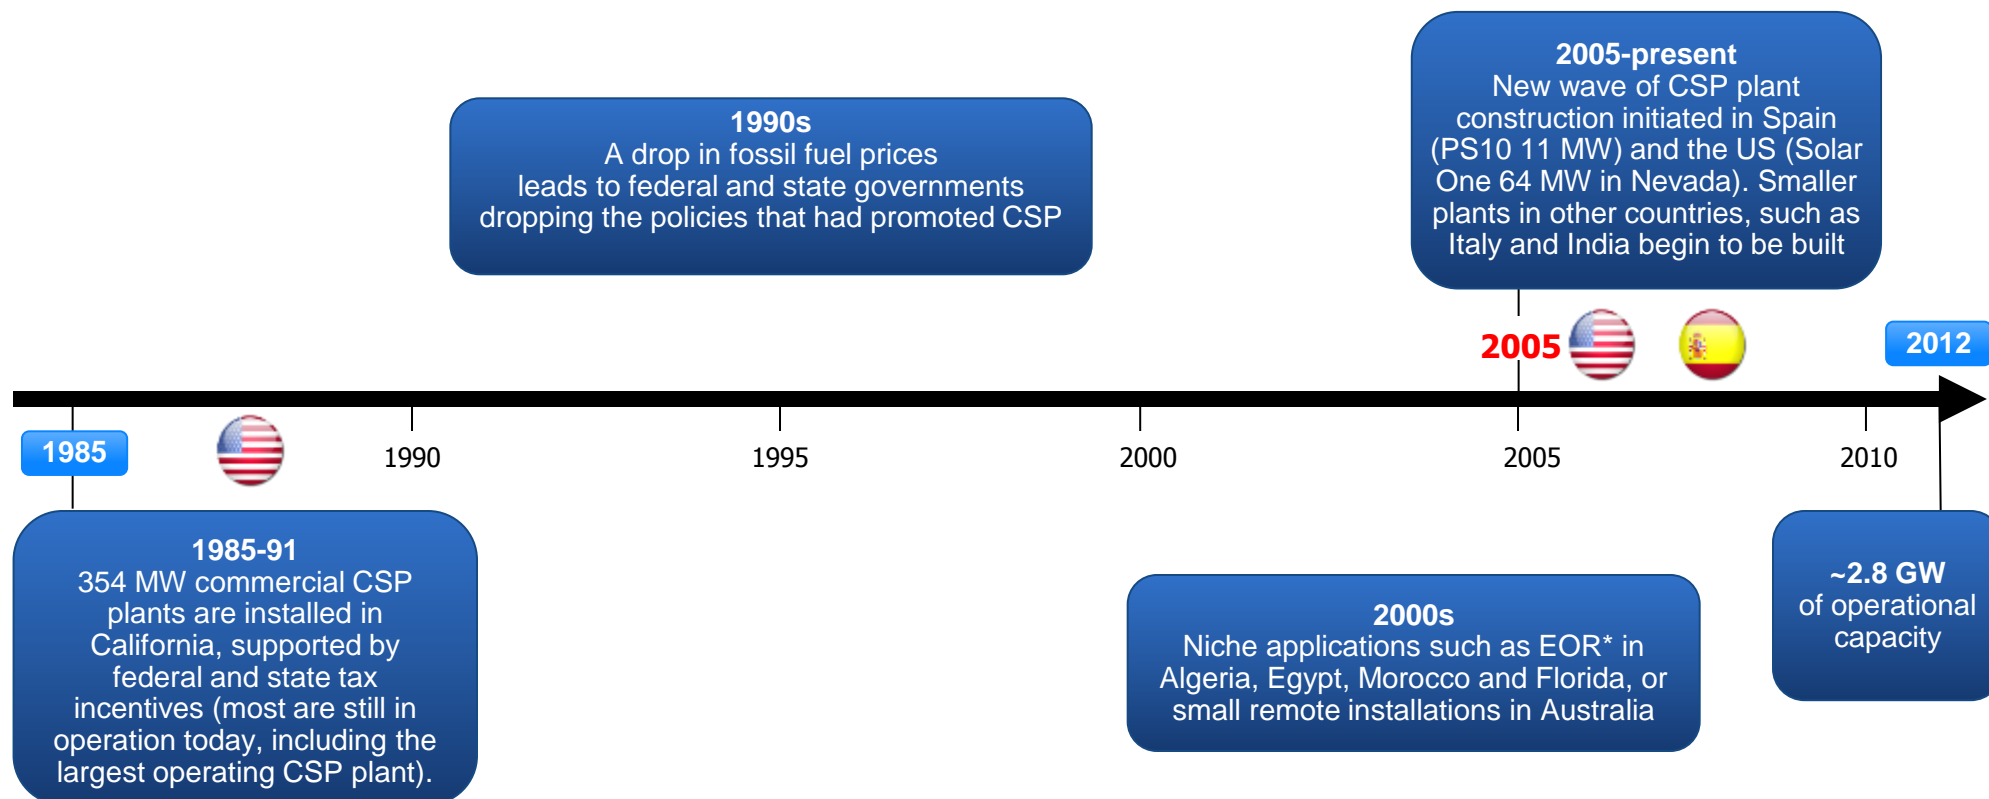 1990s
A drop in fossil fuel prices
leads to federal and state governments
dropping the policies that had promoted CSP
2005-present
New wave of CSP plant
construction initiated in Spain
(PS10 11 MW) and the US (Solar
One 64 MW in Nevada). Smaller
plants in other countries, such as
Italy and India begin to be built
2005
2012
1985
1990
1995
2000
2005
2010
1985-91
354 MW commercial CSP
plants are installed in
California, supported by
federal and state tax
incentives (most are still in
operation today, including the
largest operating CSP plant).
2000s
Niche applications such as EOR* in
Algeria, Egypt, Morocco and Florida, or
small remote installations in Australia
~2.8 GW
of operational
capacity